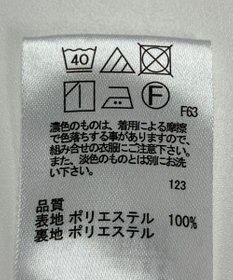 40
F
F63
濃色のものは、着用による摩擦
で色落ちする事がありますので、
組み合せの衣服にご注意下さい。
また、淡色のものとは別にお洗
い下さい。
123
品質
表地 ポリエステル 100%
裏地 ポリエステル